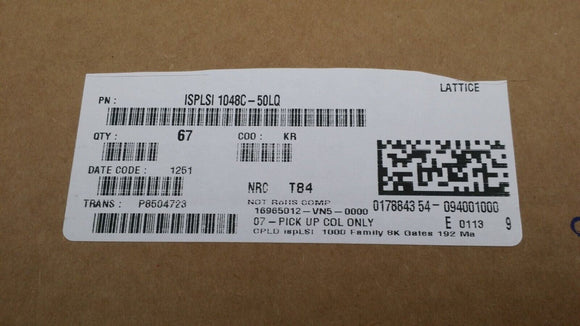 LATTICE
PN : ISPLSI 1048C-50LQ
QTY : 67 COO : KR
DATE CODE : 1251
NRC T84
TRANS : P8504723
NOT RoHS COMP
16965012-VN5-0000
07 - PICK UP COL ONLY
CPLD ispLSI 1000 Family 8K Gates 192 Ma
0178843 54 - 094001000
E 0113 9